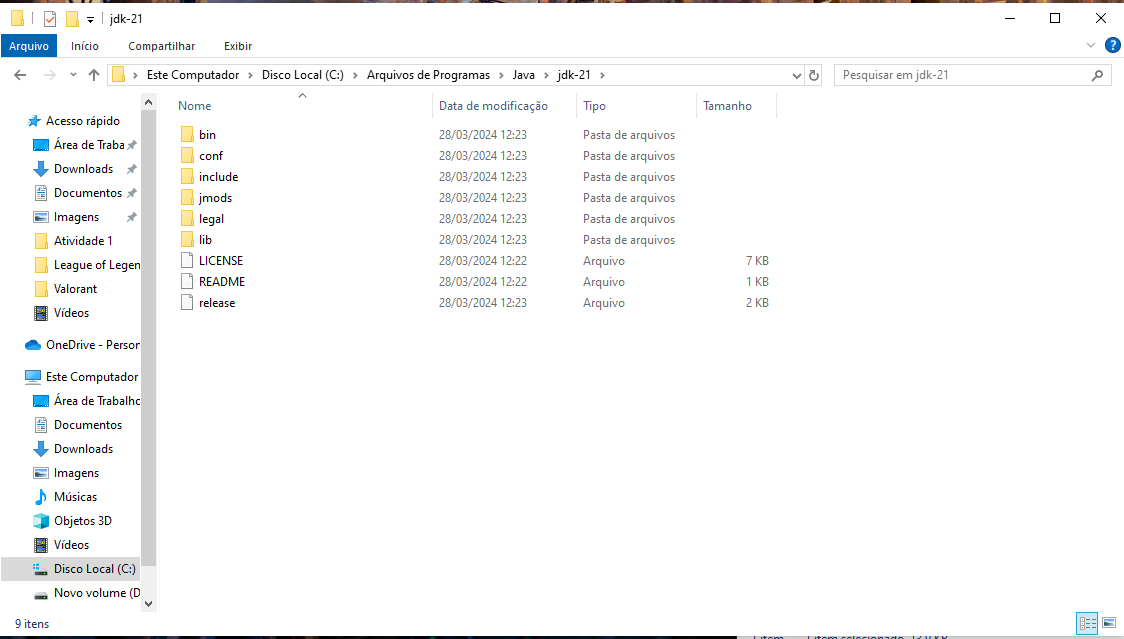 jdk-21
Arquivo Início Compartilhar Exibir
Este Computador Disco Local (C:) Arquivos de Programas Java jdk-21
Pesquisar em jdk-21
Nome Data de modificação Tipo Tamanho
bin 28/03/2024 12:23 Pasta de arquivos
conf 28/03/2024 12:23 Pasta de arquivos
include 28/03/2024 12:23 Pasta de arquivos
jmods 28/03/2024 12:23 Pasta de arquivos
legal 28/03/2024 12:23 Pasta de arquivos
lib 28/03/2024 12:23 Pasta de arquivos
LICENSE 28/03/2024 12:22 Arquivo 7 KB
README 28/03/2024 12:22 Arquivo 1 KB
release 28/03/2024 12:23 Arquivo 2 KB
Acesso rápido
Área de Traba
Downloads
Documentos
Imagens
Atividade 1
League of Legen
Valorant
Vídeos
OneDrive - Person
Este Computador
Área de Trabalho
Documentos
Downloads
Imagens
Músicas
Objetos 3D
Vídeos
Disco Local (C:)
Novo volume (D
9 itens